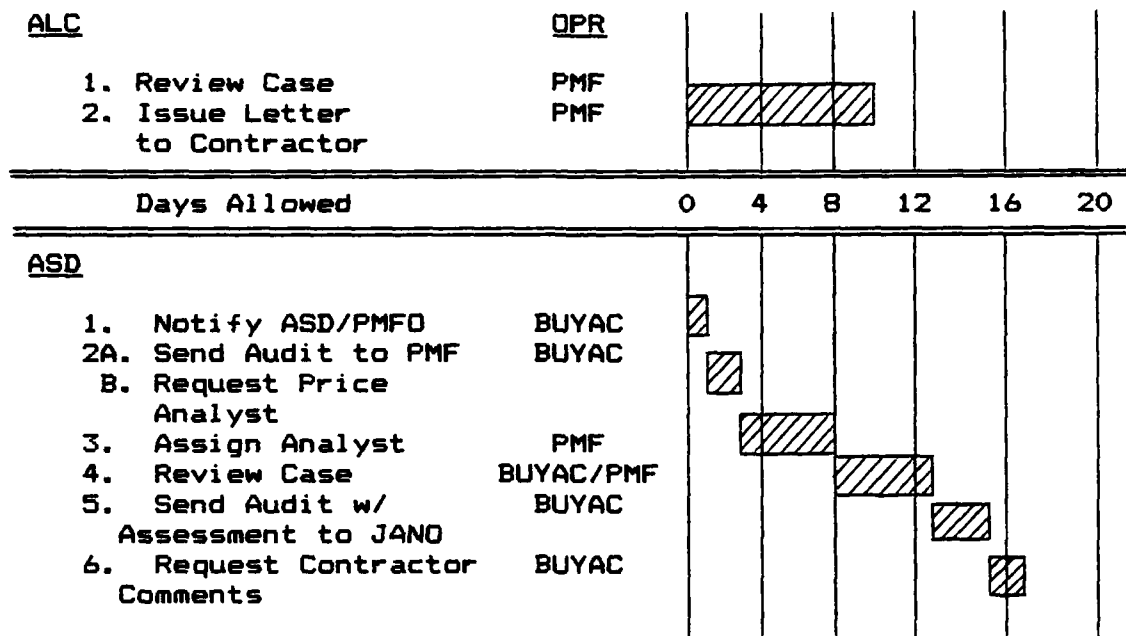 ALC OPR
1. Review Case PMF
2. Issue Letter PMF
to Contractor
Days Allowed 0 4 8 12 16 20
ASD
1. Notify ASD/PMFO BUYAC
2A. Send Audit to PMF BUYAC
B. Request Price
Analyst
3. Assign Analyst PMF
4. Review Case BUYAC/PMF
5. Send Audit w/ BUYAC
Assessment to JANO
6. Request Contractor BUYAC
Comments